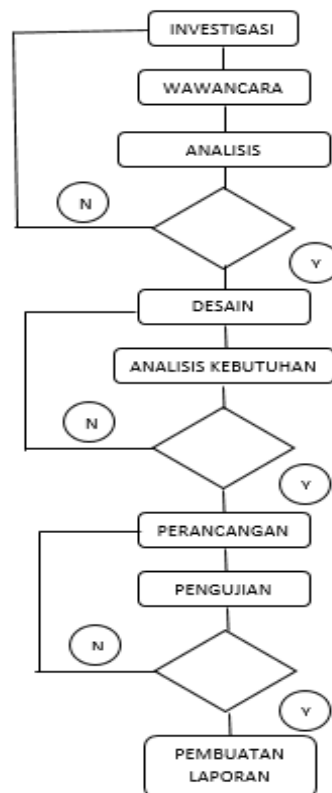 INVESTIGASI
WAWANCARA
ANALISIS
N
Y
DESAIN
ANALISIS KEBUTUHAN
N
Y
PERANCANGAN
PENGUJIAN
N
Y
PEMBUATAN
LAPORAN